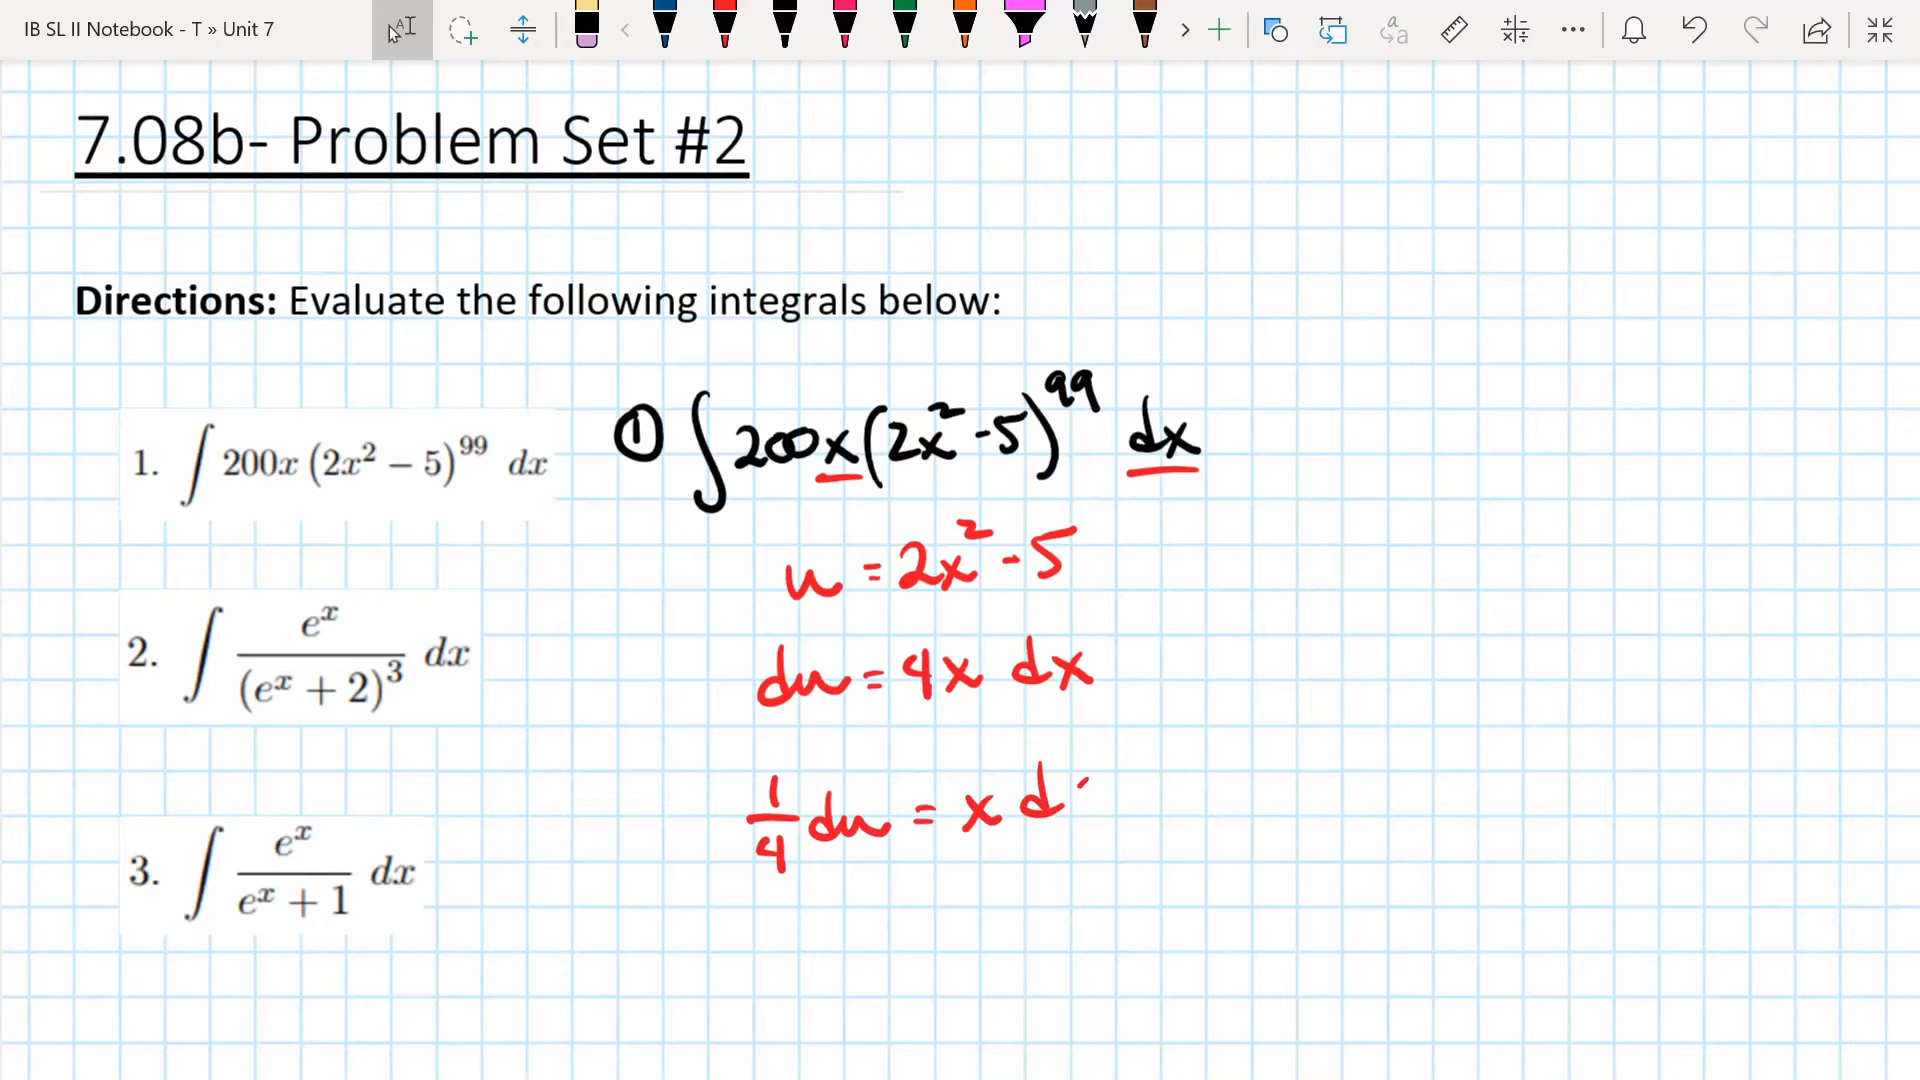 IB SL II Notebook - T » Unit 7
7.08b- Problem Set #2
Directions: Evaluate the following integrals below:
1. ∫ 200x (2x² − 5)⁹⁹ dx
① ∫ 200x (2x² - 5)⁹⁹ dx
u = 2x² - 5
2. ∫ eˣ / (eˣ + 2)³ dx
du = 4x dx
1/4 du = x d
3. ∫ eˣ / (eˣ + 1) dx